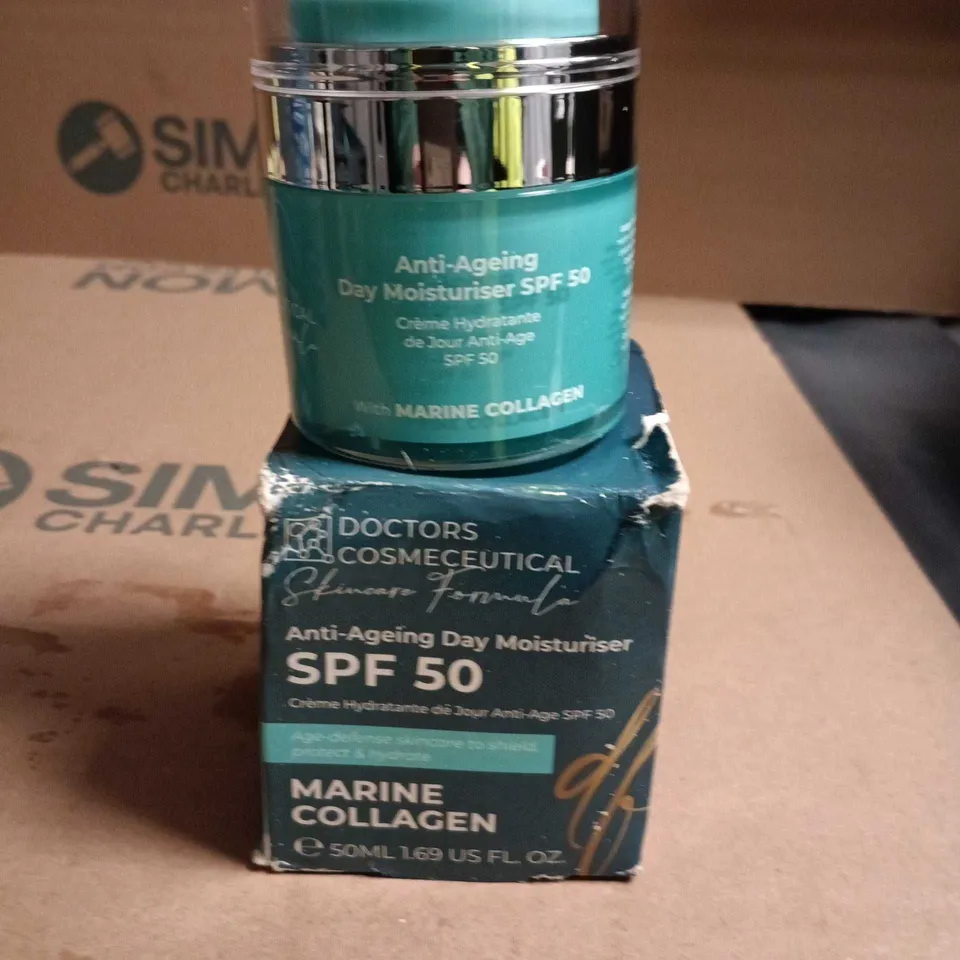 SIM
CHARL
Anti-Ageing
Day Moisturiser SPF 50
Crème Hydratante
de Jour Anti-Age
SPF 50
With MARINE COLLAGEN
MON
SIM
CHARL
DOCTORS
COSMECEUTICAL
Skincare Formula
Anti-Ageing Day Moisturiser
SPF 50
Crème Hydratante de Jour Anti-Age SPF 50
Age-defense skincare to shield,
protect & hydrate
MARINE
COLLAGEN
df
℮ 50ML 1.69 US FL. OZ.